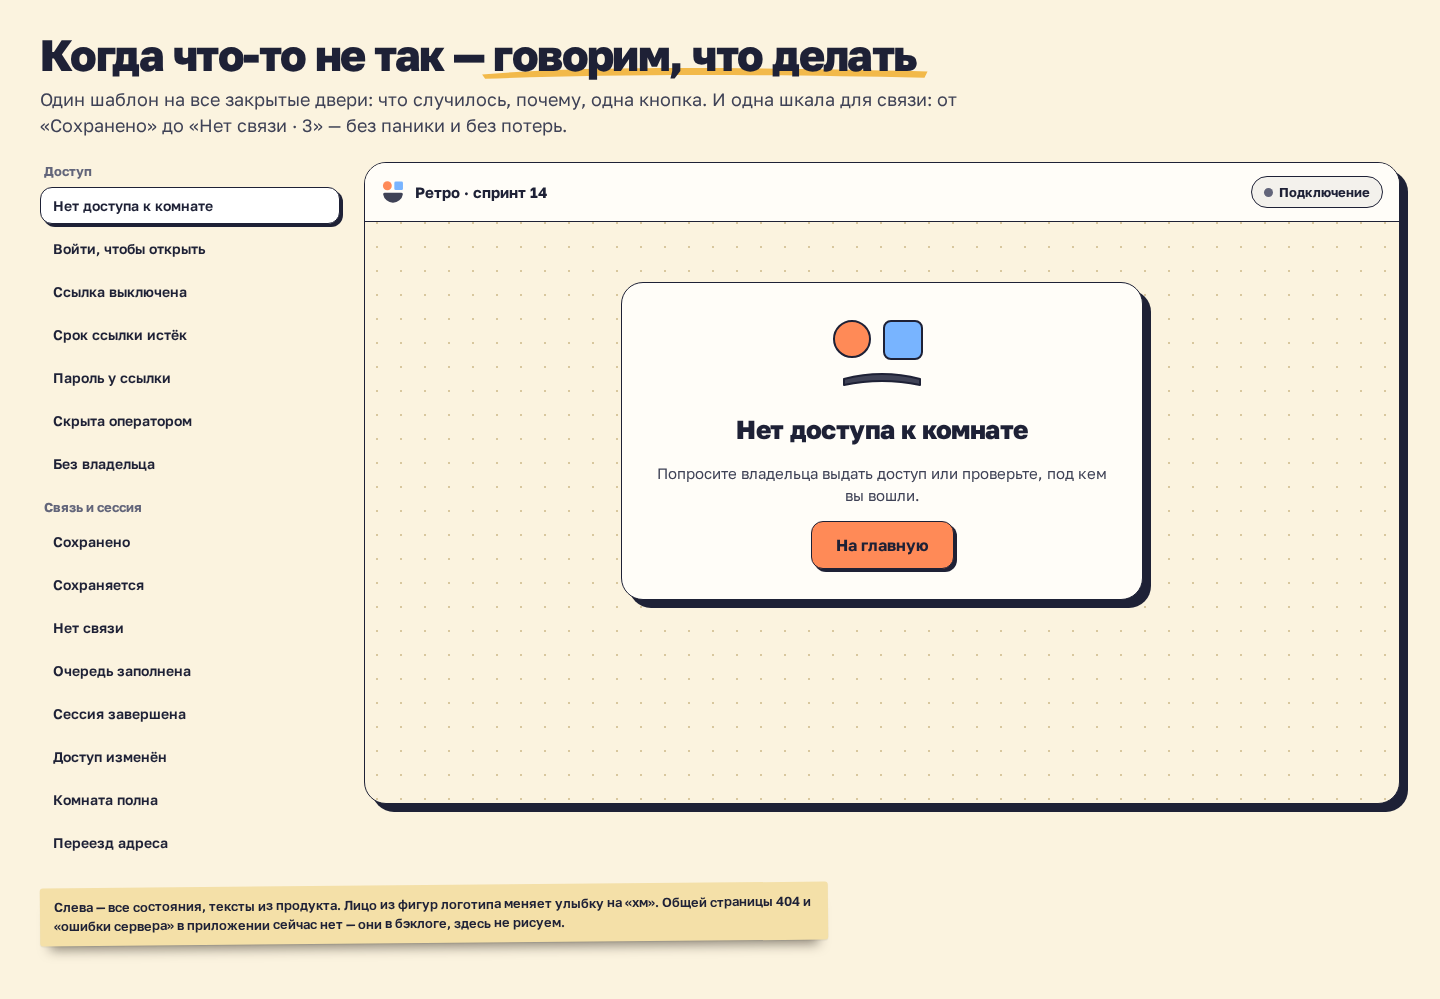 Когда что-то не так — говорим, что делать
Один шаблон на все закрытые двери: что случилось, почему, одна кнопка. И одна шкала для связи: от
«Сохранено» до «Нет связи · 3» — без паники и без потерь.
Доступ
Нет доступа к комнате
Войти, чтобы открыть
Ссылка выключена
Срок ссылки истёк
Пароль у ссылки
Скрыта оператором
Без владельца
Связь и сессия
Сохранено
Сохраняется
Нет связи
Очередь заполнена
Сессия завершена
Доступ изменён
Комната полна
Переезд адреса
Ретро · спринт 14
Подключение
Нет доступа к комнате
Попросите владельца выдать доступ или проверьте, под кем
вы вошли.
На главную
Слева — все состояния, тексты из продукта. Лицо из фигур логотипа меняет улыбку на «хм». Общей страницы 404 и
«ошибки сервера» в приложении сейчас нет — они в бэклоге, здесь не рисуем.